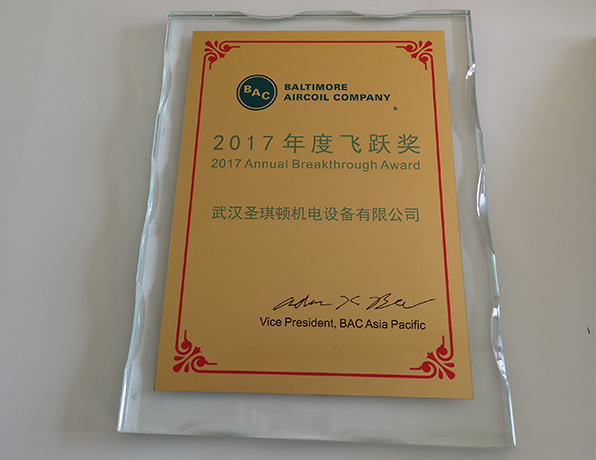 BAC
BALTIMORE
AIRCOIL COMPANY
®
2017年度飞跃奖
2017 Annual Breakthrough Award
武汉圣琪顿机电设备有限公司
Vice President, BAC Asia Pacific